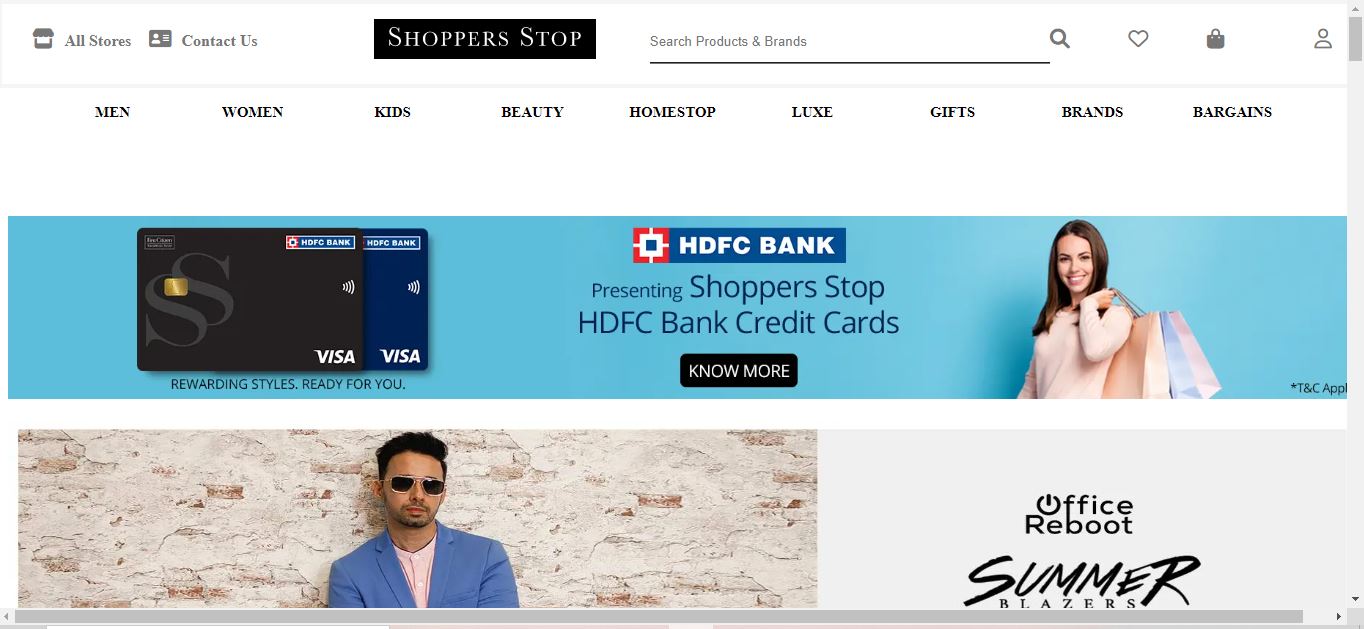 All Stores
Contact Us
SHOPPERS STOP
Search Products & Brands
MEN
WOMEN
KIDS
BEAUTY
HOMESTOP
LUXE
GIFTS
BRANDS
BARGAINS
First Citizen
HDFC BANK
HDFC BANK
VISA
VISA
REWARDING STYLES. READY FOR YOU.
HDFC BANK
Presenting Shoppers Stop
HDFC Bank Credit Cards
KNOW MORE
*T&C Appl
Office
Reboot
SUMMER
BLAZERS